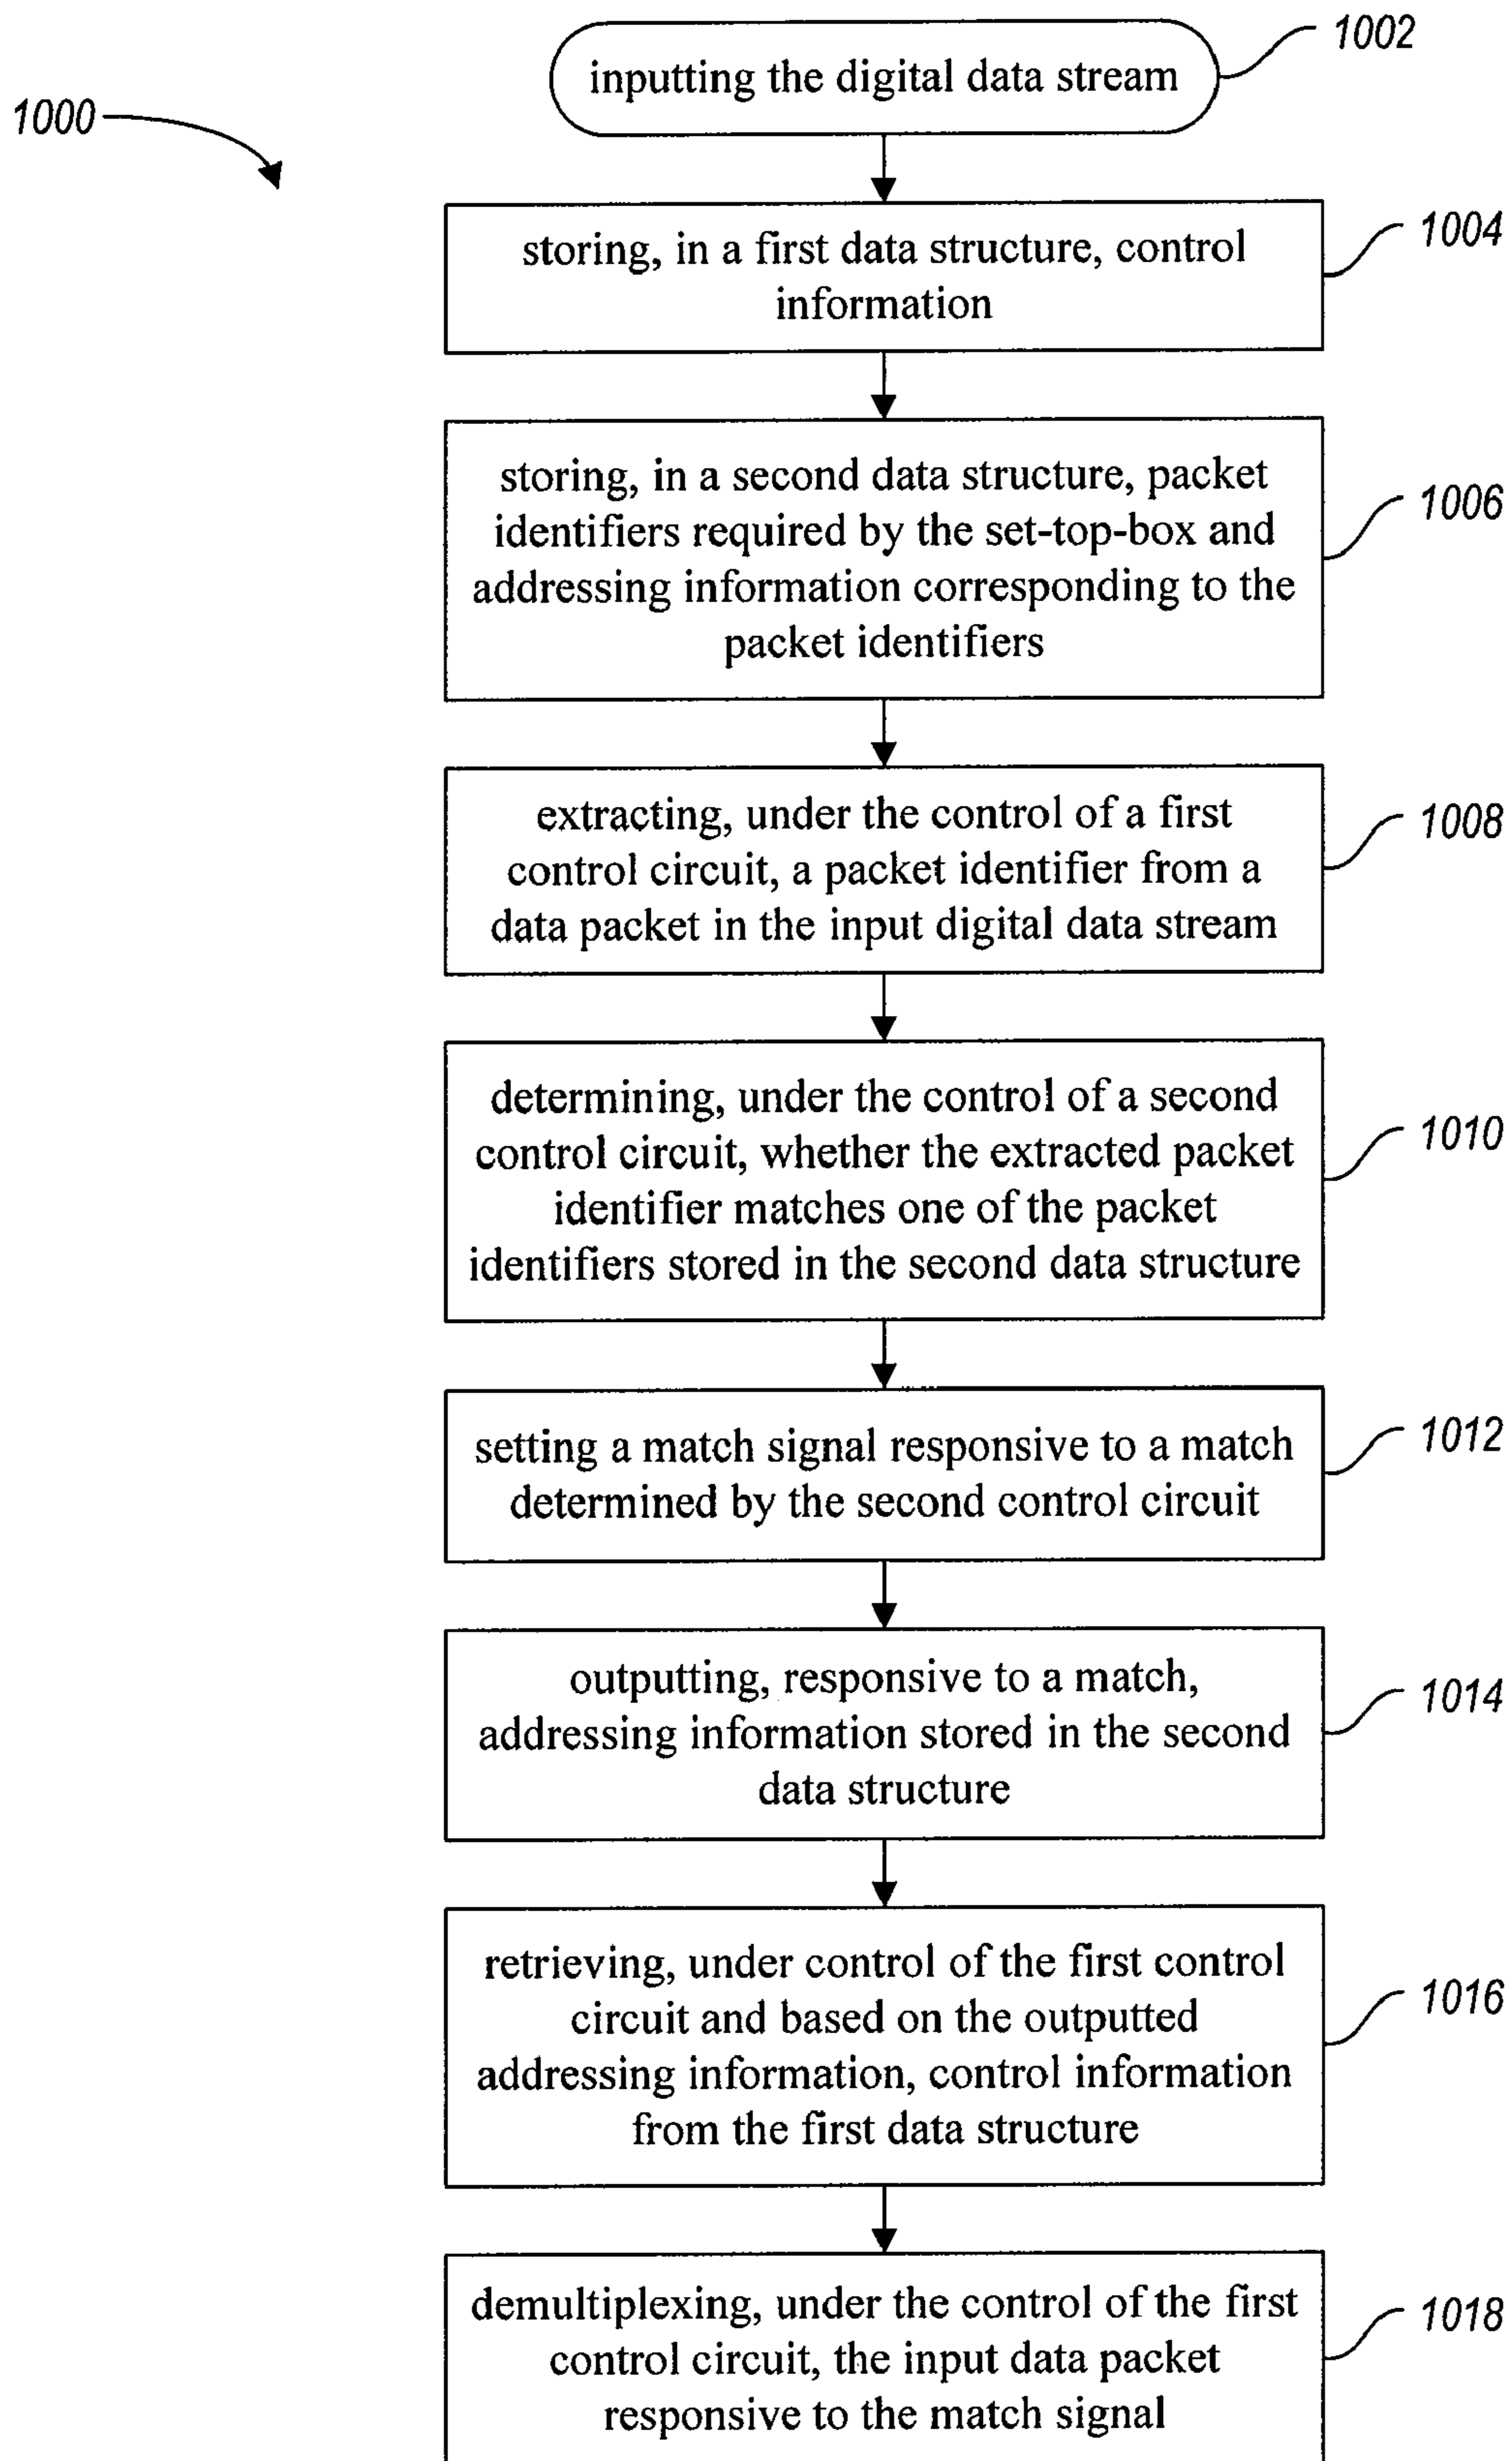 1000
inputting the digital data stream
1002
storing, in a first data structure, control
information
1004
storing, in a second data structure, packet
identifiers required by the set-top-box and
addressing information corresponding to the
packet identifiers
1006
extracting, under the control of a first
control circuit, a packet identifier from a
data packet in the input digital data stream
1008
determining, under the control of a second
control circuit, whether the extracted packet
identifier matches one of the packet
identifiers stored in the second data structure
1010
setting a match signal responsive to a match
determined by the second control circuit
1012
outputting, responsive to a match,
addressing information stored in the second
data structure
1014
retrieving, under control of the first control
circuit and based on the outputted
addressing information, control information
from the first data structure
1016
demultiplexing, under the control of the first
control circuit, the input data packet
responsive to the match signal
1018